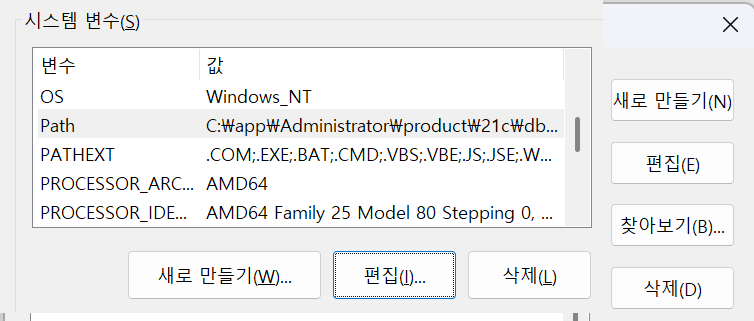 시스템 변수(S)
변수 값
OS Windows_NT
Path C:₩app₩Administrator₩product₩21c₩db...
PATHEXT .COM;.EXE;.BAT;.CMD;.VBS;.VBE;.JS;.JSE;.W...
PROCESSOR_ARC... AMD64
PROCESSOR_IDE... AMD64 Family 25 Model 80 Stepping 0, ...
새로 만들기(W)... 편집(I)... 삭제(L)
새로 만들기(N)
편집(E)
찾아보기(B)...
삭제(D)